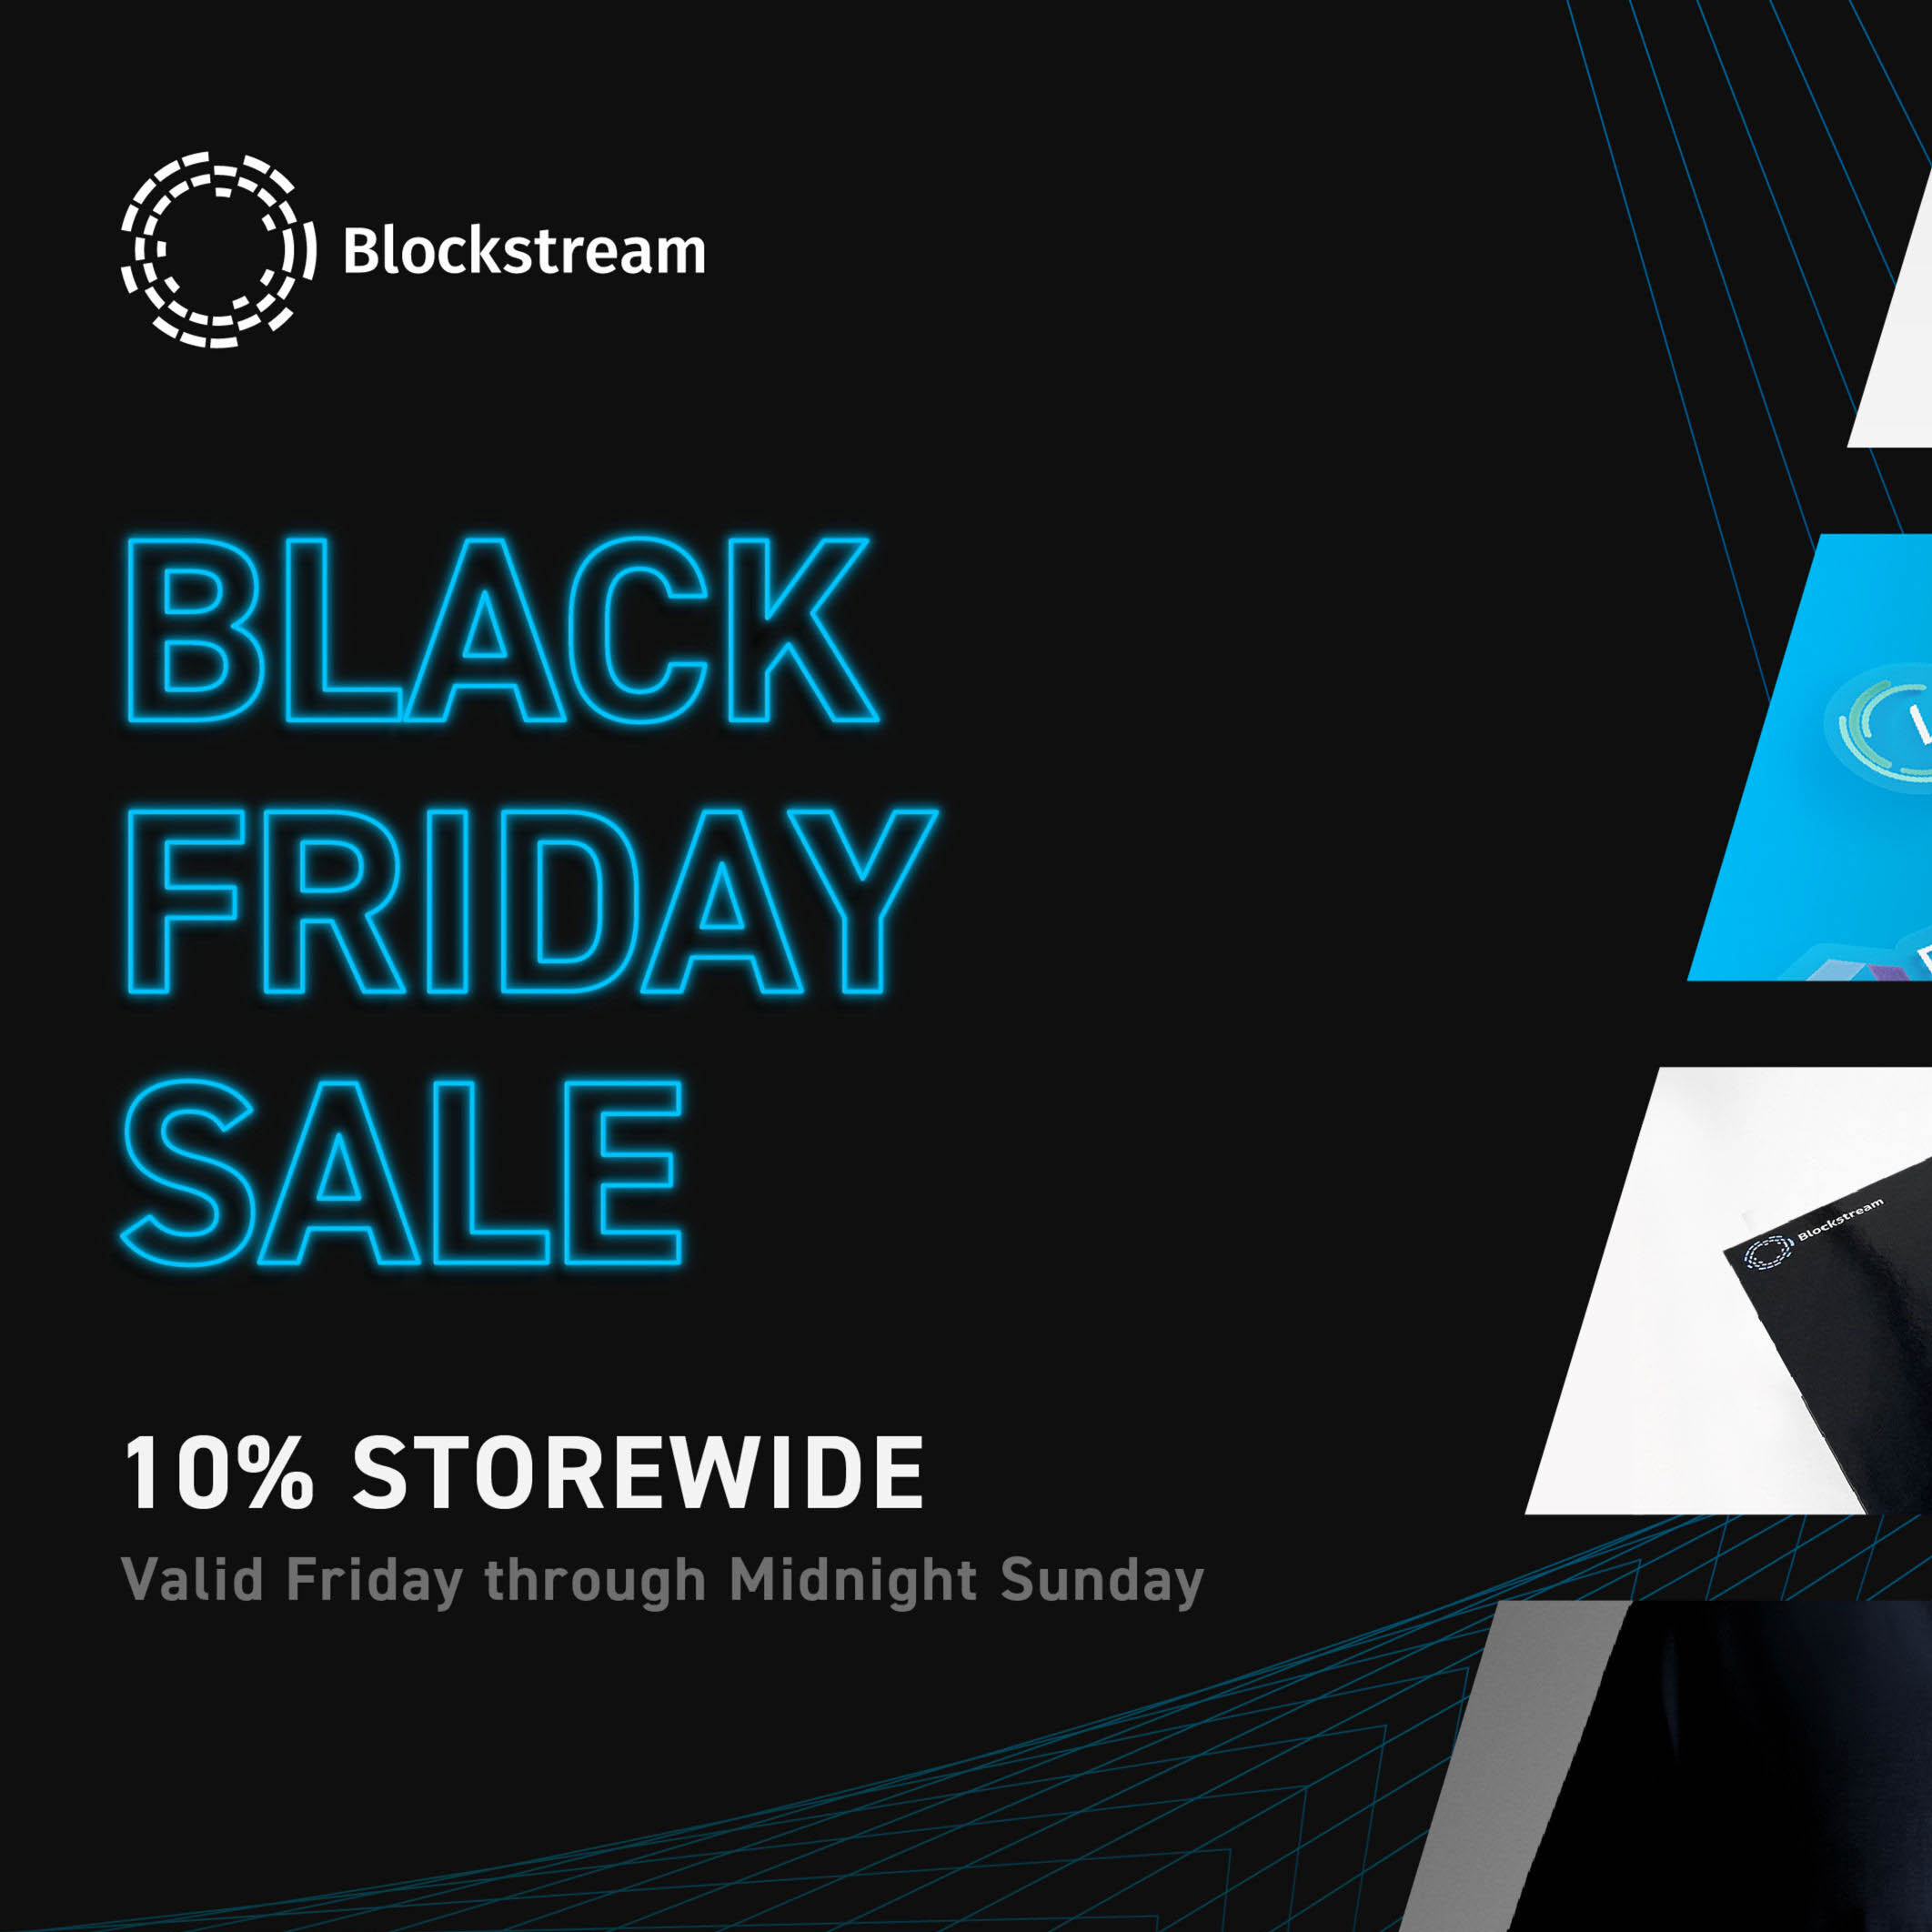 Blockstream
BLACK
FRIDAY
SALE
Blockstream
10% STOREWIDE
Valid Friday through Midnight Sunday